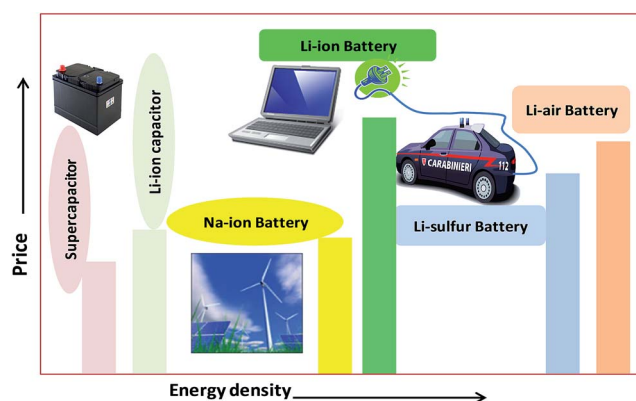 Li-ion Battery
Li-air Battery
Li-ion capacitor
CARABINIERI
112
Supercapacitor
Na-ion Battery
Li-sulfur Battery
Price
Energy density